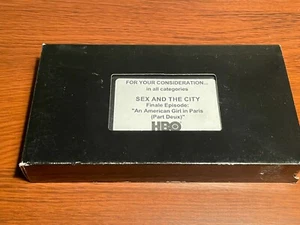 FOR YOUR CONSIDERATION...
in all categories
SEX AND THE CITY
Finale Episode:
"An American Girl in Paris
(Part Deux)"
HBO